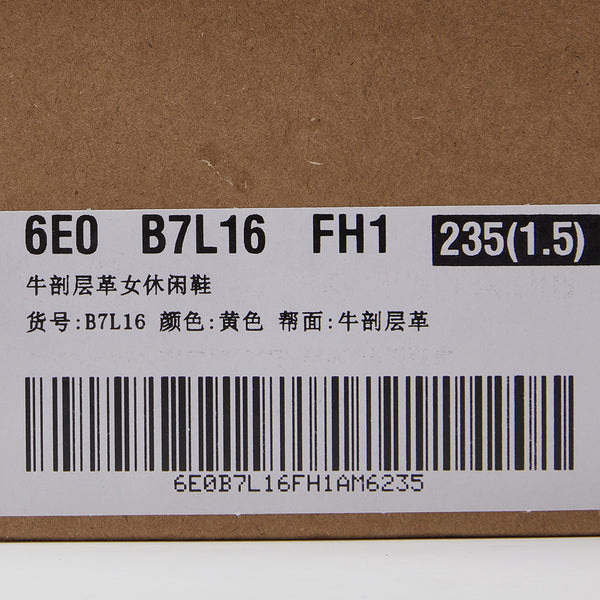 6E0 B7L16 FH1 235(1.5)
牛剖层革女休闲鞋
货号:B7L16 颜色:黄色 帮面:牛剖层革
6E0B7L16FH1AM6235